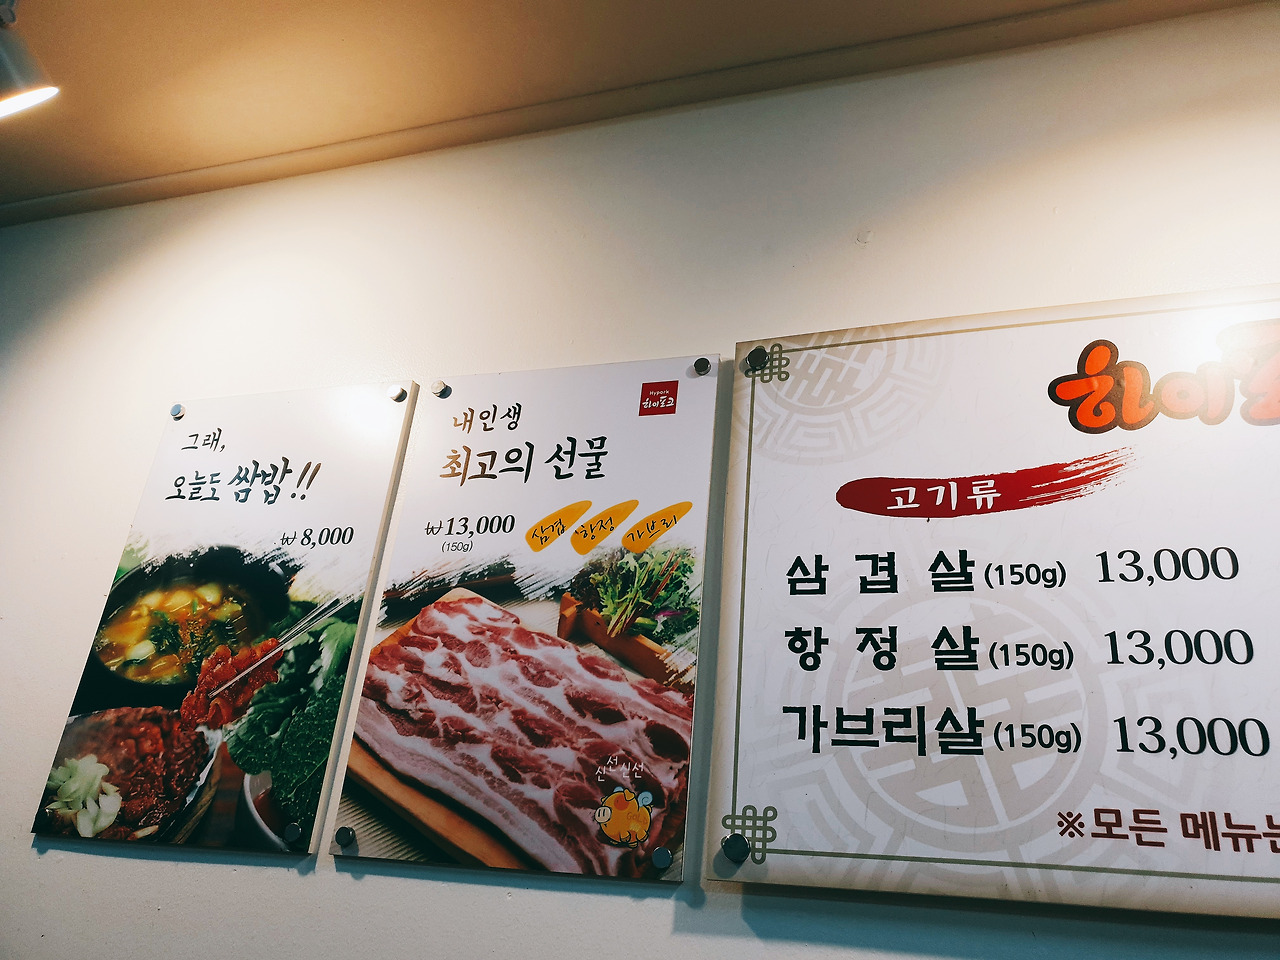 그래,
오늘도 쌈밥!!
₩8,000
Hypork
하이포크
내인생
최고의 선물
₩13,000
(150g)
삼겹 항정 가브리
신선신선
하이포
고기류
삼겹살(150g) 13,000
항정살(150g) 13,000
가브리살(150g) 13,000
※모든 메뉴는